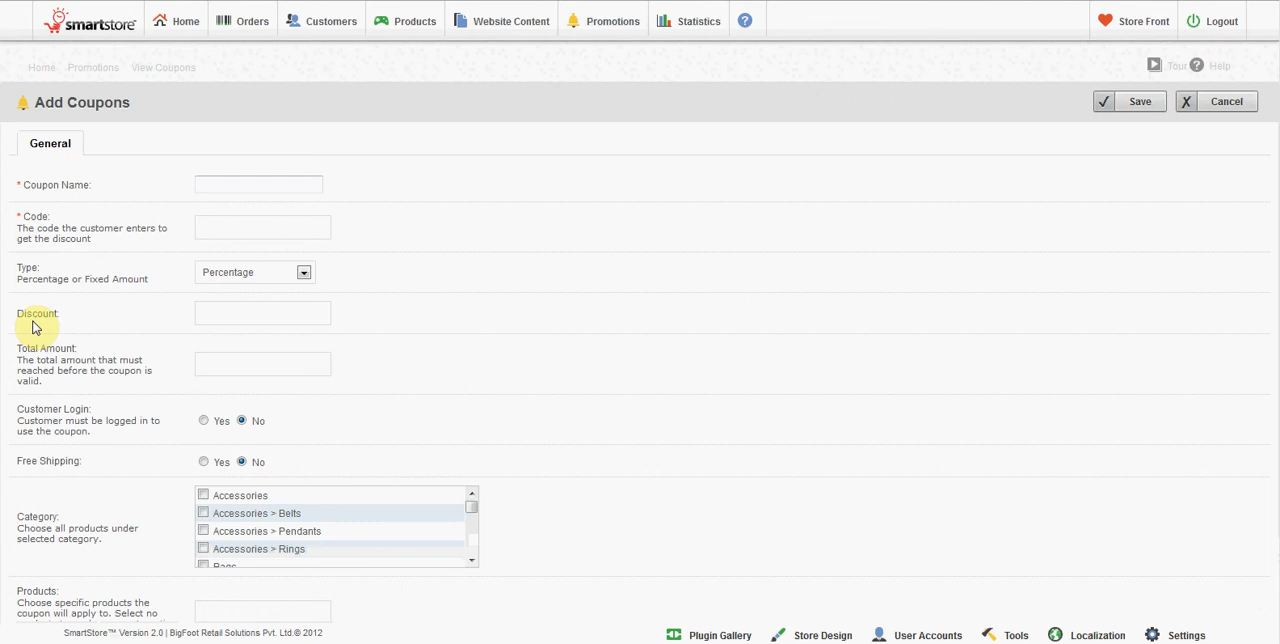 smartstore Home Orders Customers Products Website Content Promotions Statistics ? Store Front Logout
Home Promotions View Coupons Tour ? Help
Add Coupons ✓ Save X Cancel
General
* Coupon Name:
* Code:
The code the customer enters to
get the discount
Type:
Percentage or Fixed Amount
Percentage
Discount
Total Amount:
The total amount that must
reached before the coupon is
valid.
Customer Login:
Customer must be logged in to
use the coupon.
Yes No
Free Shipping:
Yes No
Category:
Choose all products under
selected category.
Accessories
Accessories > Belts
Accessories > Pendants
Accessories > Rings
Bags
Products:
Choose specific products the
coupon will apply to. Select no
SmartStore™ Version 2.0 | BigFoot Retail Solutions Pvt. Ltd.© 2012
Plugin Gallery Store Design User Accounts Tools Localization Settings